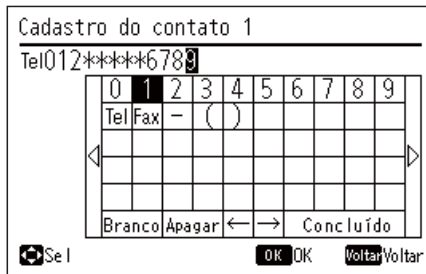 Cadastro do contato 1
Tel012*****6789
0 1 2 3 4 5 6 7 8 9
Tel Fax - ( )
Branco Apagar ← → Concluído
Sel OK OK Voltar Voltar